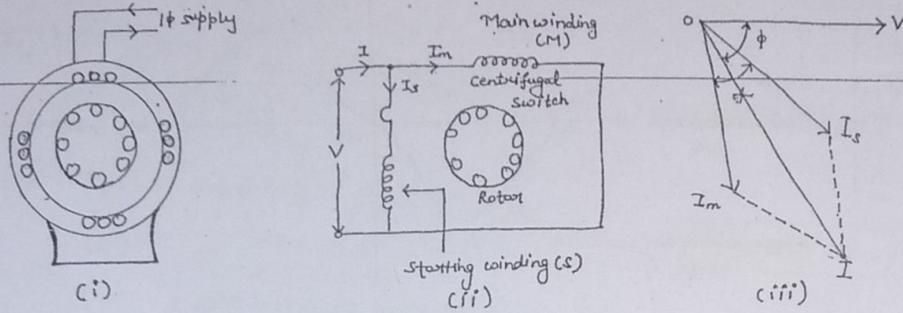 1ϕ supply
(i)
Main winding
(M)
I
Im
Is
Centrifugal
switch
V
Rotor
Starting winding (S)
(ii)
O
V
ϕ
α
Is
Im
I
(iii)